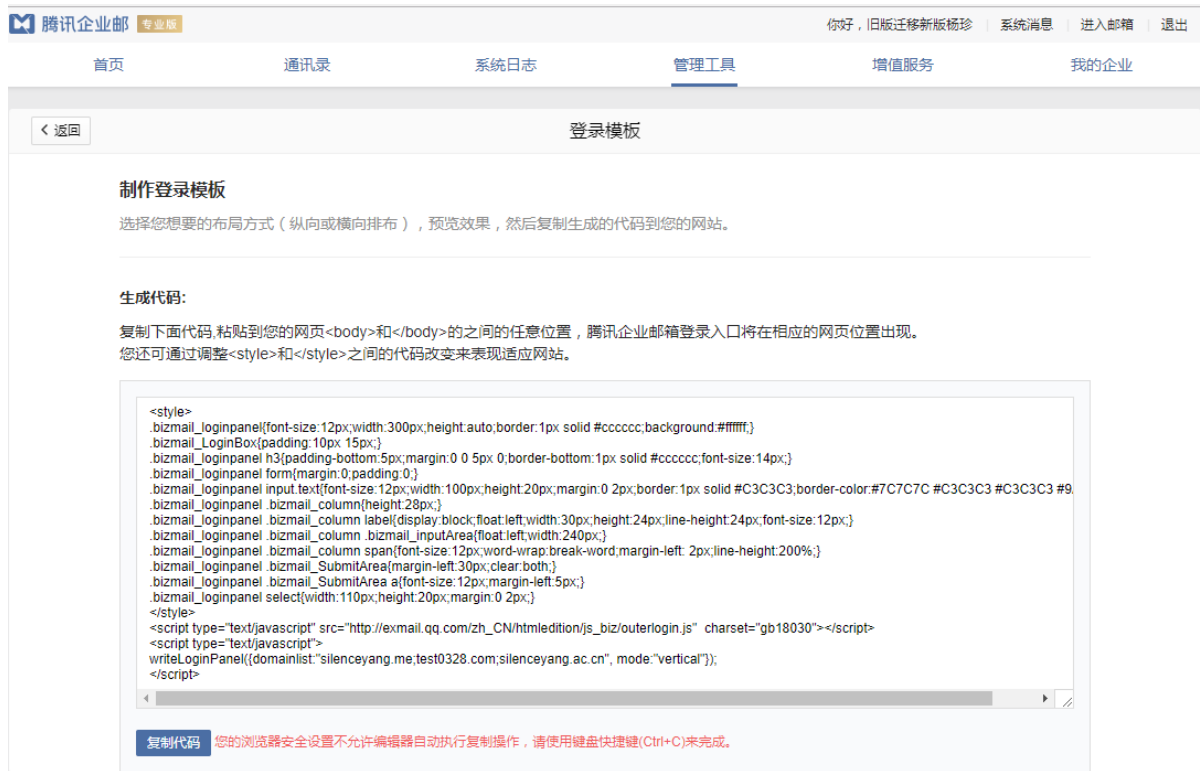 腾讯企业邮 专业版 你好，旧版迁移新版杨珍 系统消息 进入邮箱 退出
首页 通讯录 系统日志 管理工具 增值服务 我的企业
返回 登录模板
制作登录模板
选择您想要的布局方式（纵向或横向排布），预览效果，然后复制生成的代码到您的网站。
生成代码:
复制下面代码,粘贴到您的网页<body>和</body>的之间的任意位置，腾讯企业邮箱登录入口将在相应的网页位置出现。
您还可通过调整<style>和</style>之间的代码改变来表现适应网站。
<style>
.bizmail_loginpanel{font-size:12px;width:300px;height:auto;border:1px solid #cccccc;background:#ffffff;}
.bizmail_LoginBox{padding:10px 15px;}
.bizmail_loginpanel h3{padding-bottom:5px;margin:0 0 5px 0;border-bottom:1px solid #cccccc;font-size:14px;}
.bizmail_loginpanel form{margin:0;padding:0;}
.bizmail_loginpanel input.text{font-size:12px;width:100px;height:20px;margin:0 2px;border:1px solid #C3C3C3;border-color:#7C7C7C #C3C3C3 #C3C3C3 #9
.bizmail_loginpanel .bizmail_column{height:28px;}
.bizmail_loginpanel .bizmail_column label{display:block;float:left;width:30px;height:24px;line-height:24px;font-size:12px;}
.bizmail_loginpanel .bizmail_column .bizmail_inputArea{float:left;width:240px;}
.bizmail_loginpanel .bizmail_column span{font-size:12px;word-wrap:break-word;margin-left: 2px;line-height:200%;}
.bizmail_loginpanel .bizmail_SubmitArea{margin-left:30px;clear:both;}
.bizmail_loginpanel .bizmail_SubmitArea a{font-size:12px;margin-left:5px;}
.bizmail_loginpanel select{width:110px;height:20px;margin:0 2px;}
</style>
<script type="text/javascript" src="http://exmail.qq.com/zh_CN/htmledition/js_biz/outerlogin.js" charset="gb18030"></script>
<script type="text/javascript">
writeLoginPanel({domainlist:"silenceyang.me;test0328.com;silenceyang.ac.cn", mode:"vertical"});
</script>
复制代码 您的浏览器安全设置不允许编辑器自动执行复制操作，请使用键盘快捷键(Ctrl+C)来完成。